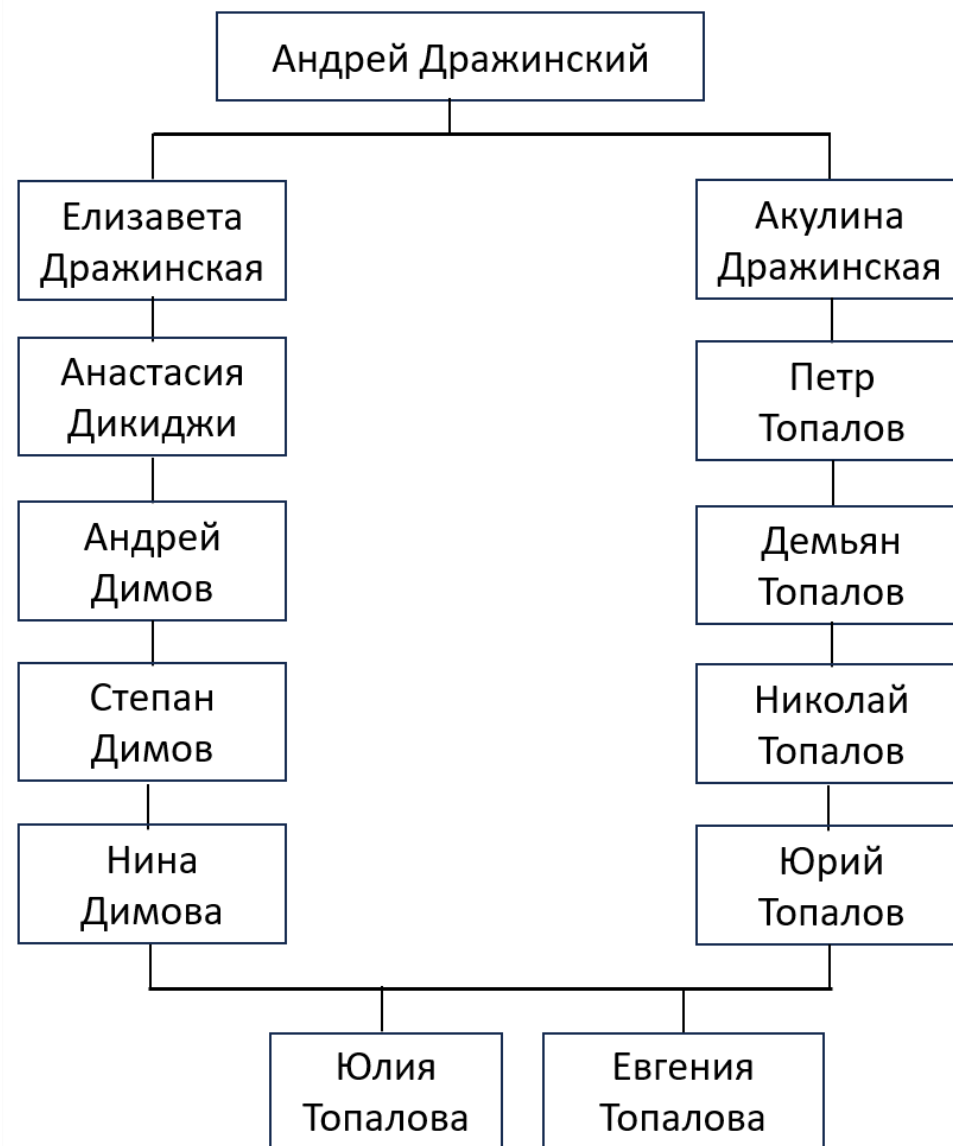 Андрей Дражинский
Елизавета
Дражинская
Акулина
Дражинская
Анастасия
Дикиджи
Петр
Топалов
Андрей
Димов
Демьян
Топалов
Степан
Димов
Николай
Топалов
Нина
Димова
Юрий
Топалов
Юлия
Топалова
Евгения
Топалова